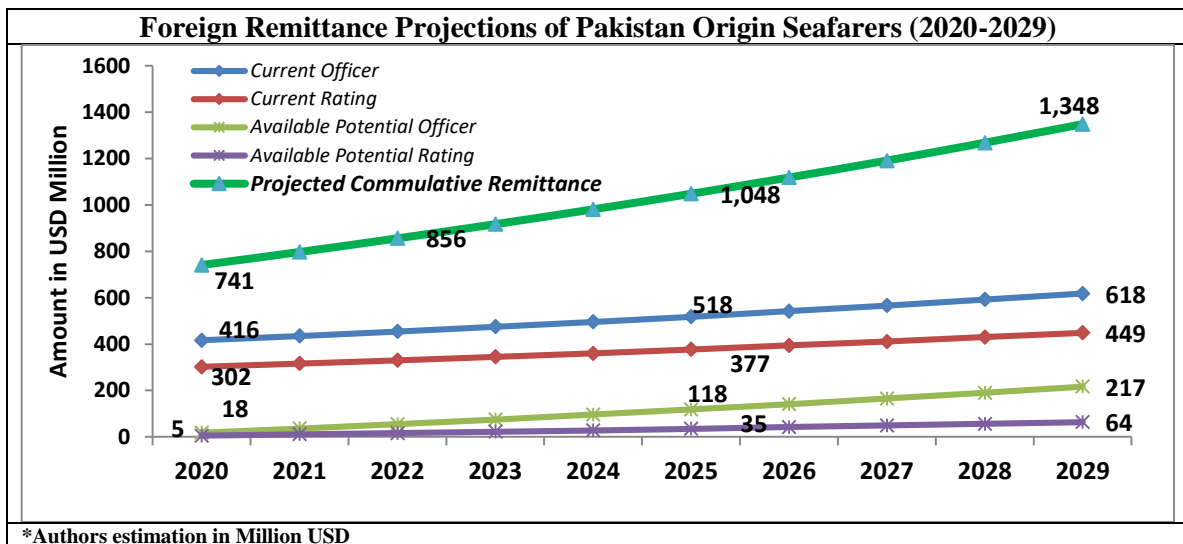 Foreign Remittance Projections of Pakistan Origin Seafarers (2020-2029)
Amount in USD Million
1600
1400
1200
1000
800
600
400
200
0
Current Officer
Current Rating
Available Potential Officer
Available Potential Rating
Projected Commulative Remittance
741
856
1,048
1,348
416
518
618
302
377
449
18
118
217
5
35
64
2020 2021 2022 2023 2024 2025 2026 2027 2028 2029
*Authors estimation in Million USD